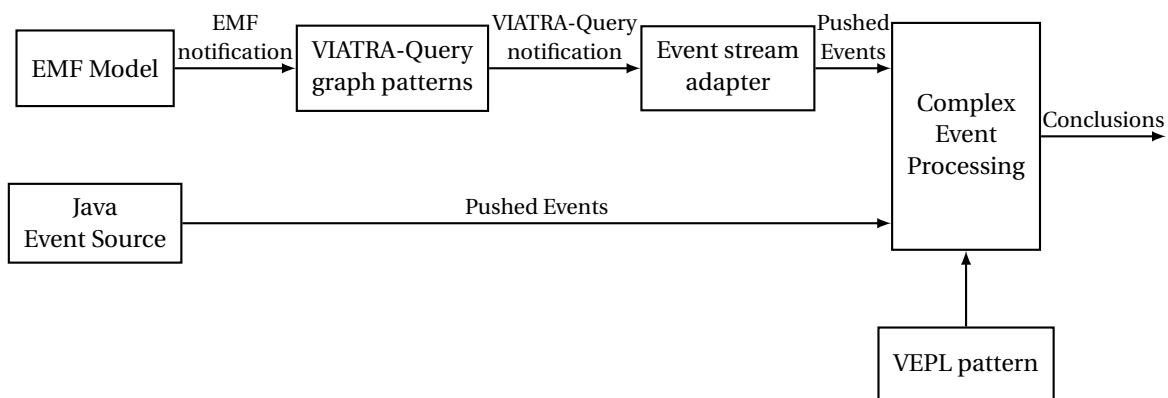 EMF Model
EMF
notification
VIATRA-Query
graph patterns
VIATRA-Query
notification
Event stream
adapter
Pushed
Events
Complex
Event
Processing
Conclusions
Java
Event Source
Pushed Events
VEPL pattern